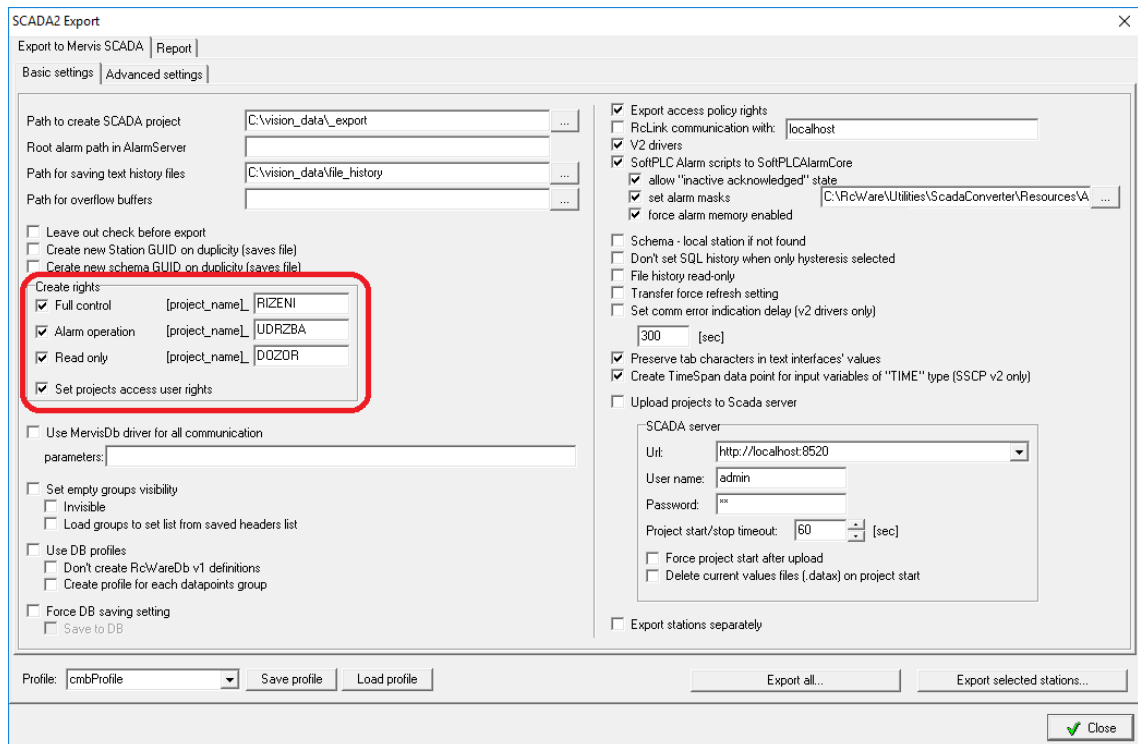 SCADA2 Export
Export to Mervis SCADA Report
Basic settings Advanced settings
Path to create SCADA project C:\vision_data\_export ...
Root alarm path in AlarmServer
Path for saving text history files C:\vision_data\file_history ...
Path for overflow buffers ...
Leave out check before export
Create new Station GUID on duplicity (saves file)
Cerate new schema GUID on duplicity (saves file)
Create rights
Full control [project_name]_ RIZENI
Alarm operation [project_name]_ UDRZBA
Read only [project_name]_ DOZOR
Set projects access user rights
Use MervisDb driver for all communication
parameters:
Set empty groups visibility
Invisible
Load groups to set list from saved headers list
Use DB profiles
Don't create RcWareDb v1 definitions
Create profile for each datapoints group
Force DB saving setting
Save to DB
Export access policy rights
RcLink communication with: localhost
V2 drivers
SoftPLC Alarm scripts to SoftPLCAlarmCore
allow "inactive acknowledged" state
set alarm masks C:\RcWare\Utilities\ScadaConverter\Resources\A ...
force alarm memory enabled
Schema - local station if not found
Don't set SQL history when only hysteresis selected
File history read-only
Transfer force refresh setting
Set comm error indication delay (v2 drivers only)
300 [sec]
Preserve tab characters in text interfaces' values
Create TimeSpan data point for input variables of "TIME" type (SSCP v2 only)
Upload projects to Scada server
SCADA server
Url: http://localhost:8520
User name: admin
Password: **
Project start/stop timeout: 60 [sec]
Force project start after upload
Delete current values files (.datax) on project start
Export stations separately
Profile: cmbProfile Save profile Load profile Export all... Export selected stations...
Close